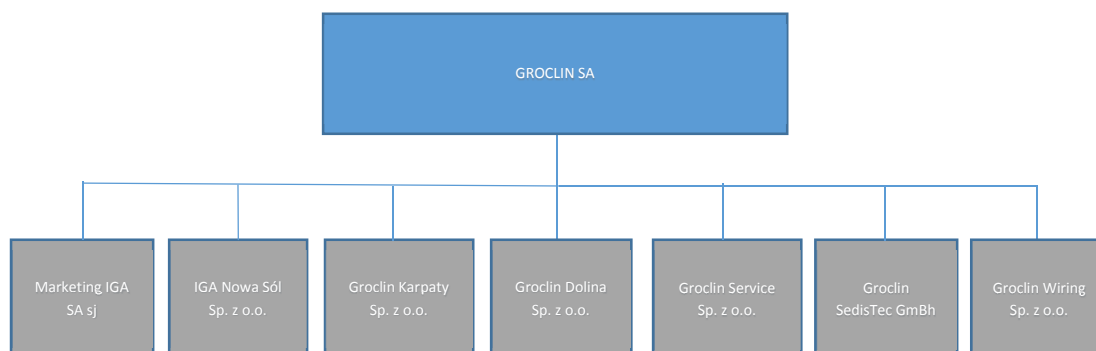 GROCLIN SA
Marketing IGA
SA sj
IGA Nowa Sól
Sp. z o.o.
Groclin Karpaty
Sp. z o.o.
Groclin Dolina
Sp. z o.o.
Groclin Service
Sp. z o.o.
Groclin
SedisTec GmBh
Groclin Wiring
Sp. z o.o.